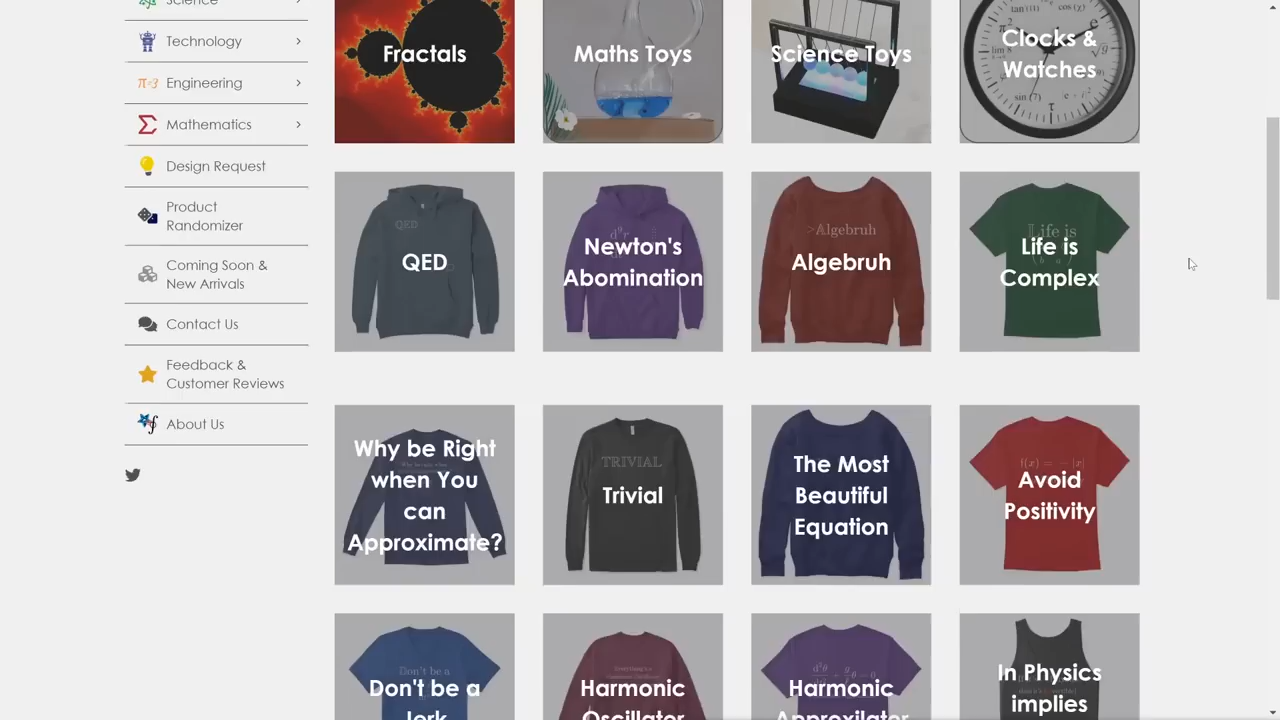 Science
Technology
Engineering
Mathematics
Design Request
Product
Randomizer
Coming Soon &
New Arrivals
Contact Us
Feedback &
Customer Reviews
About Us
Fractals
Maths Toys
Science Toys
Clocks &
Watches
QED
QED
Newton's
Abomination
>Algebruh
Algebruh
Life is
Life is
Complex
Why be Right
when You
can
Approximate?
TRIVIAL
Trivial
The Most
Beautiful
Equation
f(x) = −|x|
Avoid
Positivity
Don't be a
Don't be a
Jerk
Harmonic
Oscillator
Harmonic
Approxilator
In Physics
implies